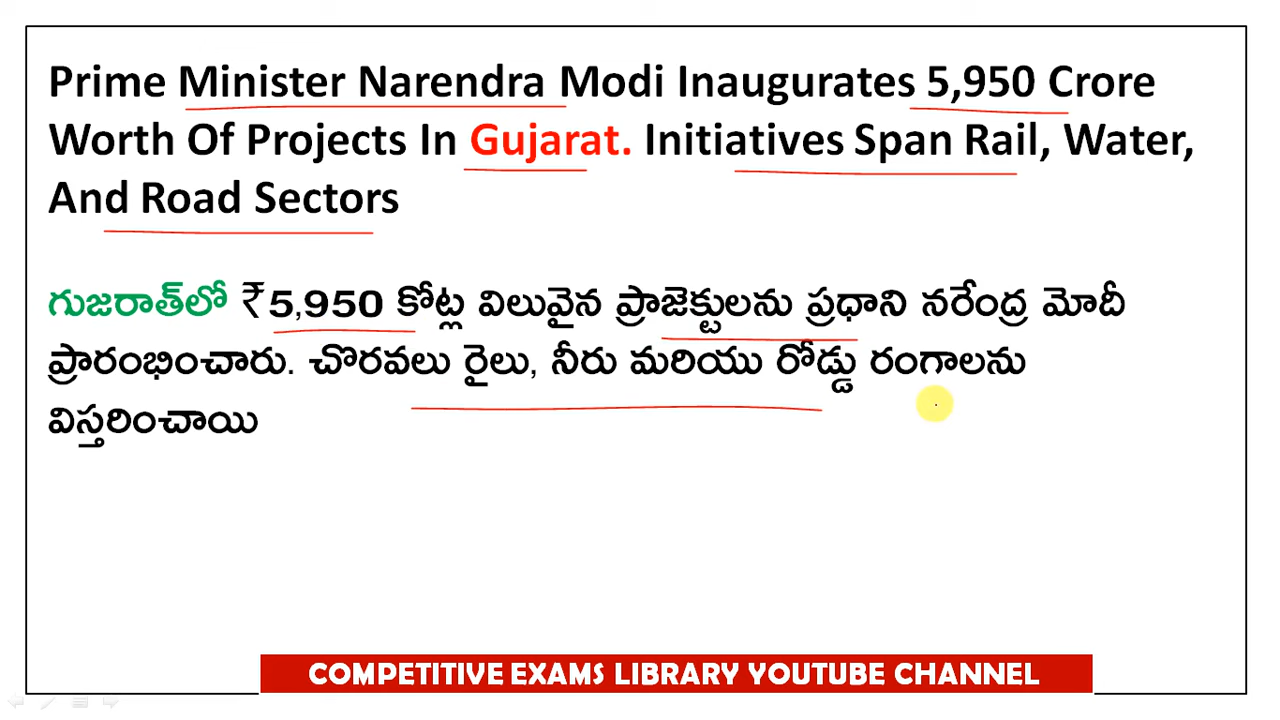 Prime Minister Narendra Modi Inaugurates 5,950 Crore
Worth Of Projects In Gujarat. Initiatives Span Rail, Water,
And Road Sectors
గుజరాత్‌లో ₹5,950 కోట్ల విలువైన ప్రాజెక్టులను ప్రధాని నరేంద్ర మోదీ
ప్రారంభించారు. చొరవలు రైలు, నీరు మరియు రోడ్డు రంగాలను
విస్తరించాయి
COMPETITIVE EXAMS LIBRARY YOUTUBE CHANNEL